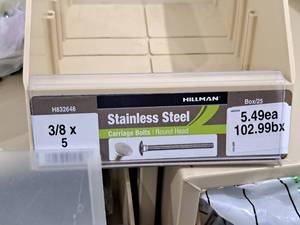 HILLMAN
H832648
Box/25
Stainless Steel
Carriage Bolts | Round Head
3/8 x
5
5.49ea
102.99bx